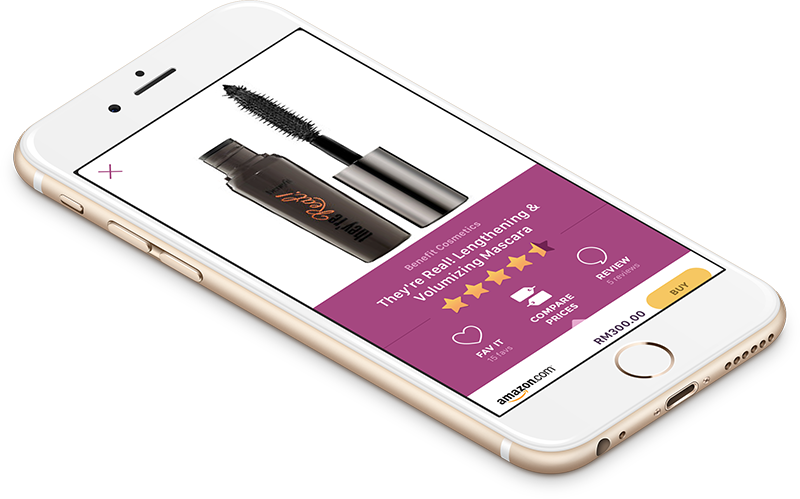 benefit
they're Real!
Benefit Cosmetics
They're Real! Lengthening &
Volumizing Mascara
FAV IT
15 favs
COMPARE
PRICES
REVIEW
5 reviews
amazon.com
RM300.00
BUY